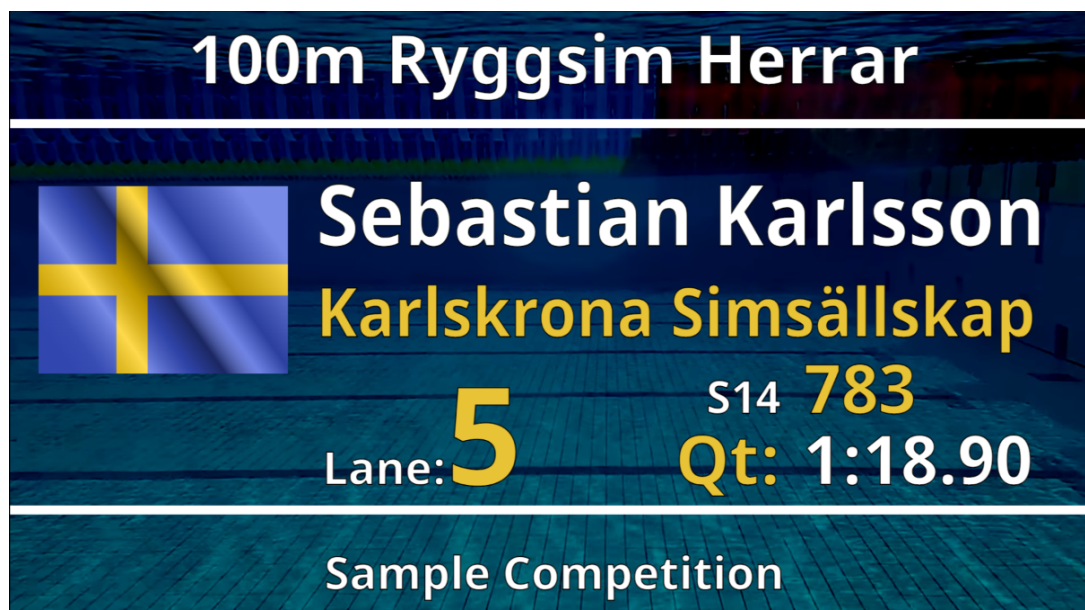 100m Ryggsim Herrar
Sebastian Karlsson
Karlskrona Simsällskap
S14 783
Lane: 5
Qt: 1:18.90
Sample Competition